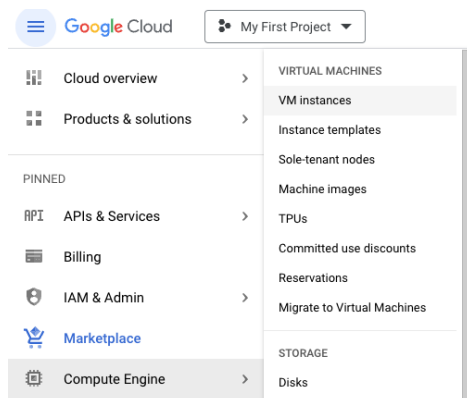 Google Cloud
My First Project
Cloud overview
Products & solutions
PINNED
API APIs & Services
Billing
IAM & Admin
Marketplace
Compute Engine
VIRTUAL MACHINES
VM instances
Instance templates
Sole-tenant nodes
Machine images
TPUs
Committed use discounts
Reservations
Migrate to Virtual Machines
STORAGE
Disks